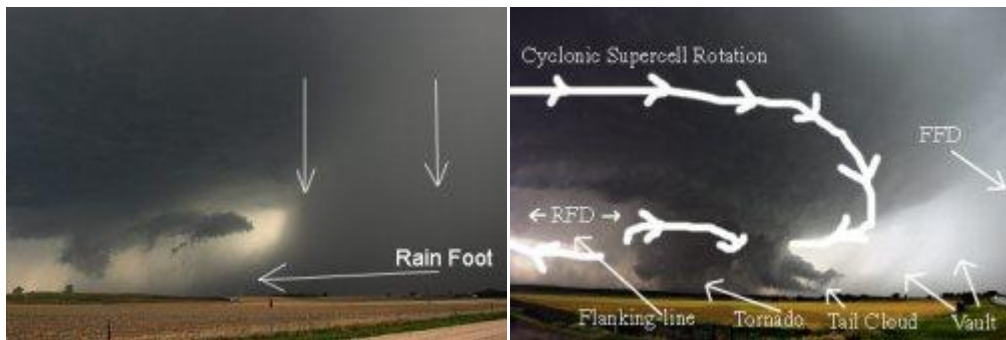 Rain Foot
Cyclonic Supercell Rotation
FFD
← RFD →
Flanking-line
Tornado
Tail Cloud
Vault